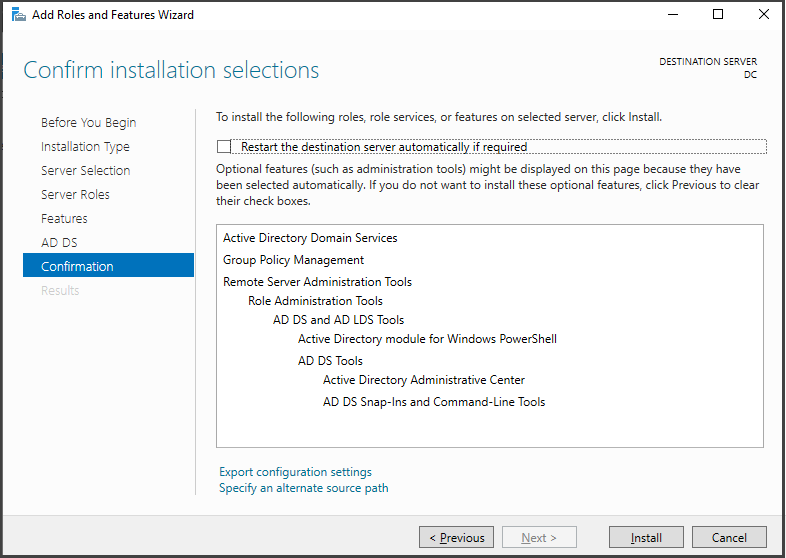 Add Roles and Features Wizard
Confirm installation selections
DESTINATION SERVER
DC
Before You Begin
Installation Type
Server Selection
Server Roles
Features
AD DS
Confirmation
Results
To install the following roles, role services, or features on selected server, click Install.
Restart the destination server automatically if required
Optional features (such as administration tools) might be displayed on this page because they have
been selected automatically. If you do not want to install these optional features, click Previous to clear
their check boxes.
Active Directory Domain Services
Group Policy Management
Remote Server Administration Tools
Role Administration Tools
AD DS and AD LDS Tools
Active Directory module for Windows PowerShell
AD DS Tools
Active Directory Administrative Center
AD DS Snap-Ins and Command-Line Tools
Export configuration settings
Specify an alternate source path
< Previous
Next >
Install
Cancel